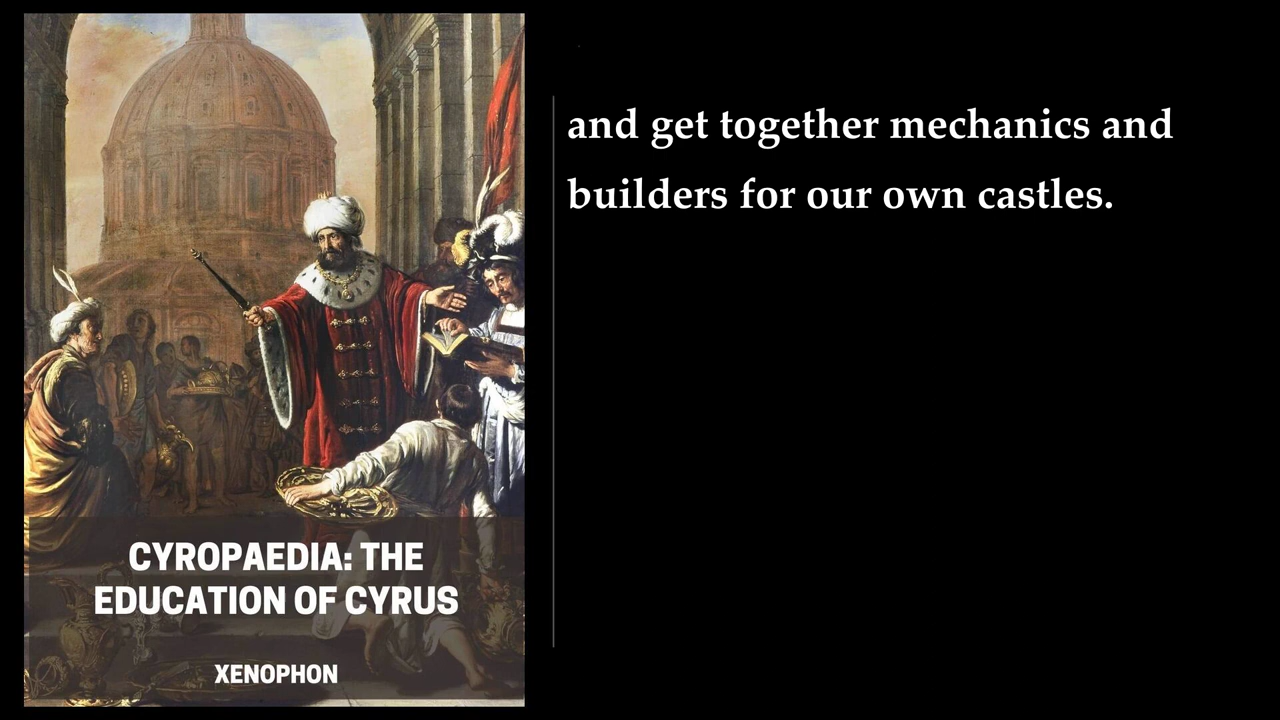 and get together mechanics and
builders for our own castles.
CYROPAEDIA: THE
EDUCATION OF CYRUS
XENOPHON